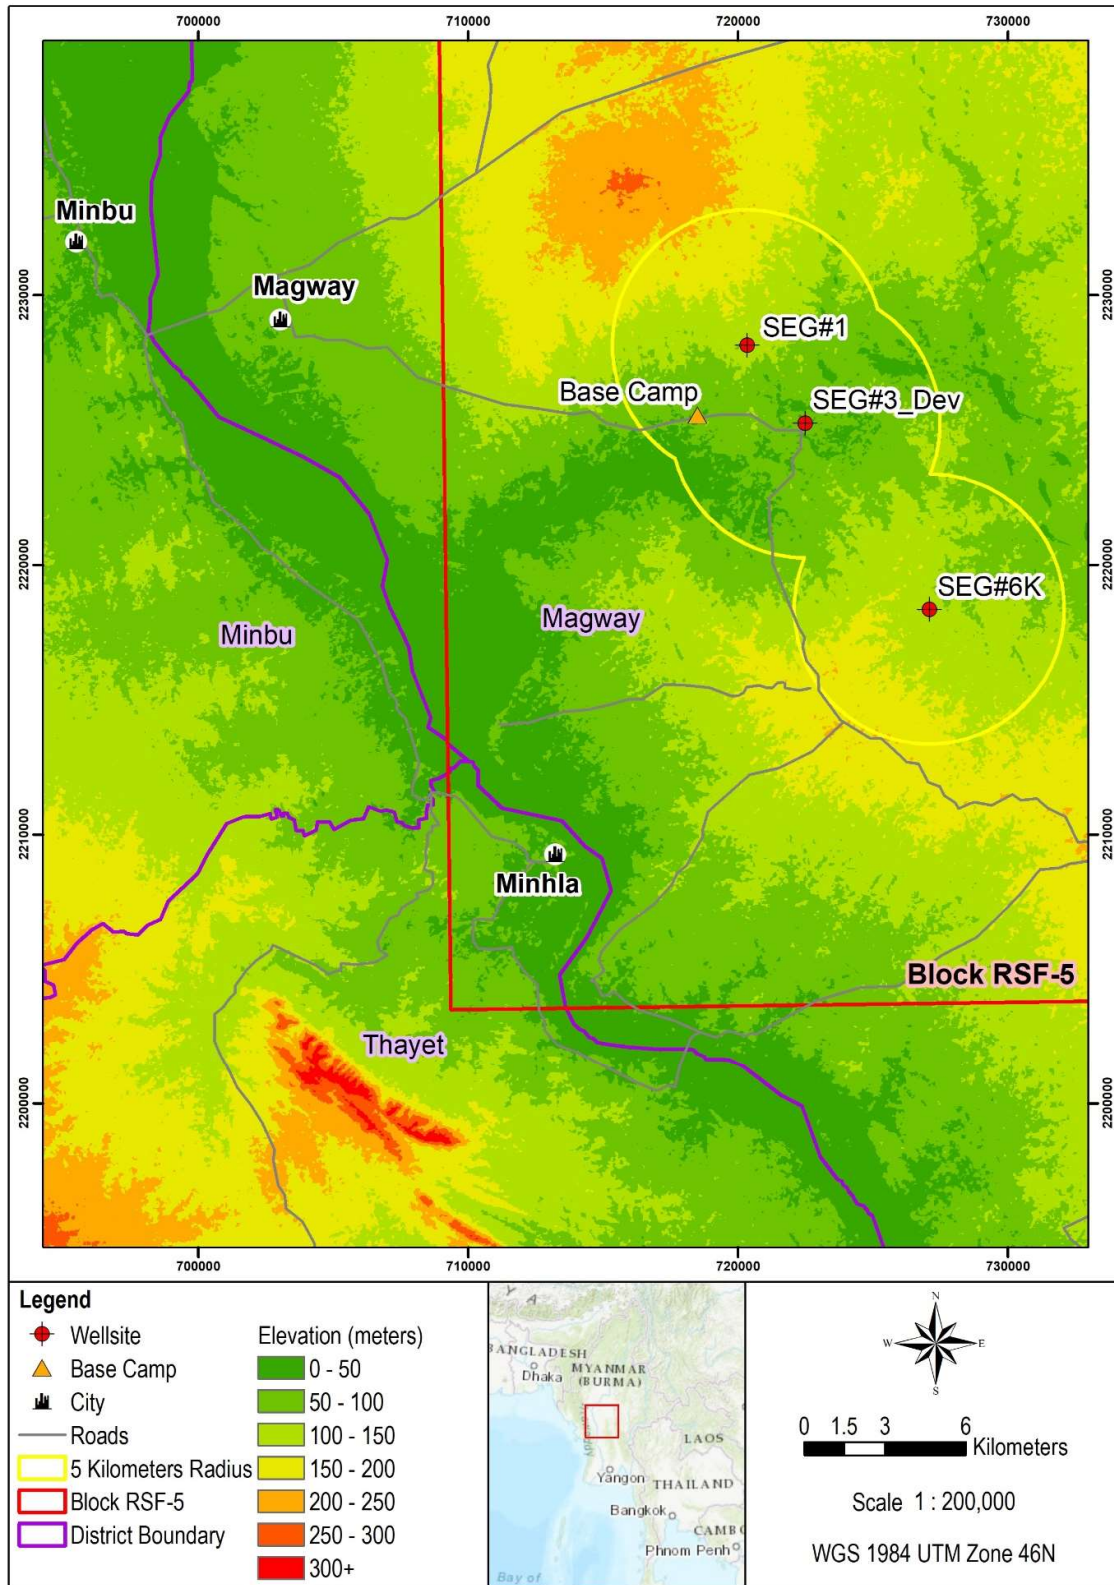 700000
710000
720000
730000
2230000
2230000
2220000
2220000
2210000
2210000
2200000
2200000
Minbu
Magway
SEG#1
Base Camp
SEG#3_Dev
SEG#6K
Minbu
Magway
Minhla
Block RSF-5
Thayet
700000
710000
720000
730000
Legend
Wellsite
Base Camp
City
Roads
5 Kilometers Radius
Block RSF-5
District Boundary
Elevation (meters)
0 - 50
50 - 100
100 - 150
150 - 200
200 - 250
250 - 300
300+
BANGLADESH
Dhaka
MYANMAR
(BURMA)
LAOS
Yangon
THAILAND
Bangkok
CAMBO
Phnom Penh
Bay of
N
W
E
S
0 1.5 3 6
Kilometers
Scale 1 : 200,000
WGS 1984 UTM Zone 46N